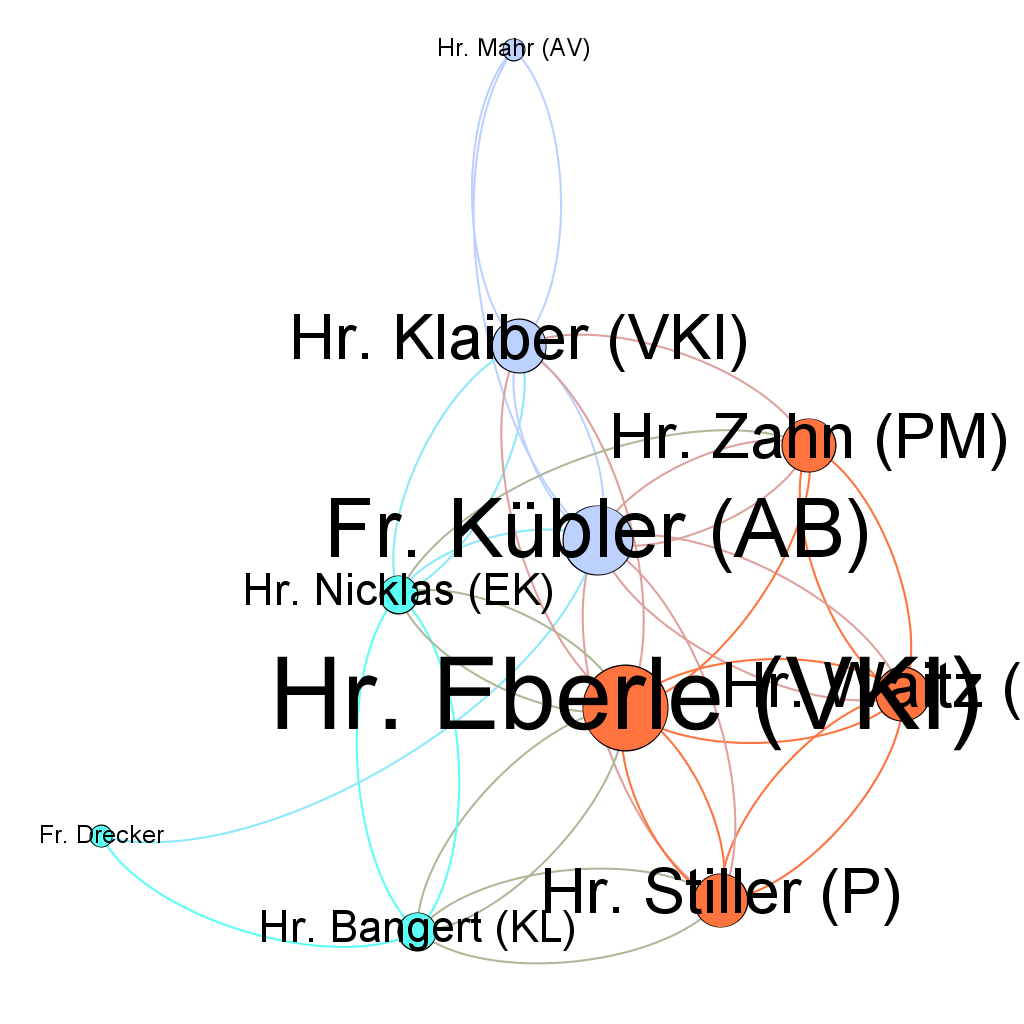 Hr. Mahr (AV)
Hr. Klaiber (VKI)
Hr. Zahn (PM)
Fr. Kübler (AB)
Hr. Nicklas (EK)
Hr. Eberle (VKI)
Hr. Waitz (
Fr. Drecker
Hr. Stiller (P)
Hr. Bangert (KL)